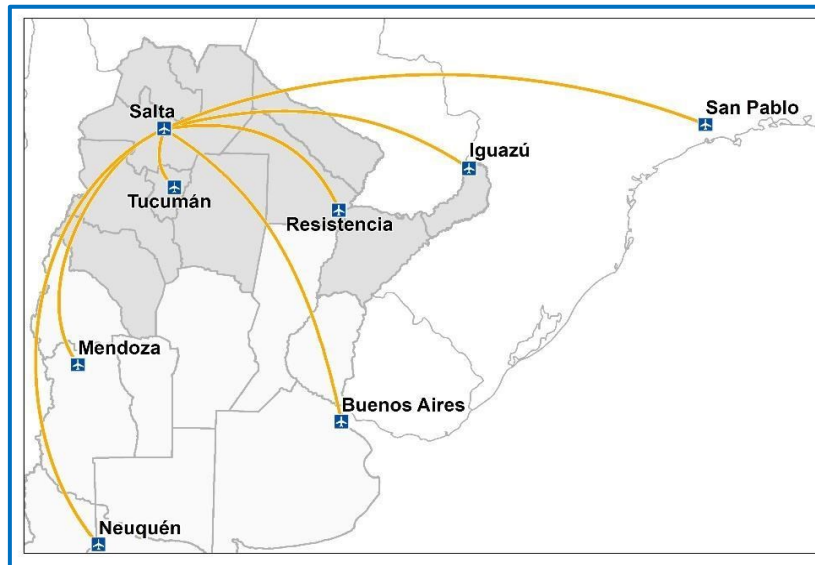 San Pablo
Salta
Iguazú
Tucumán
Resistencia
Mendoza
Buenos Aires
Neuquén